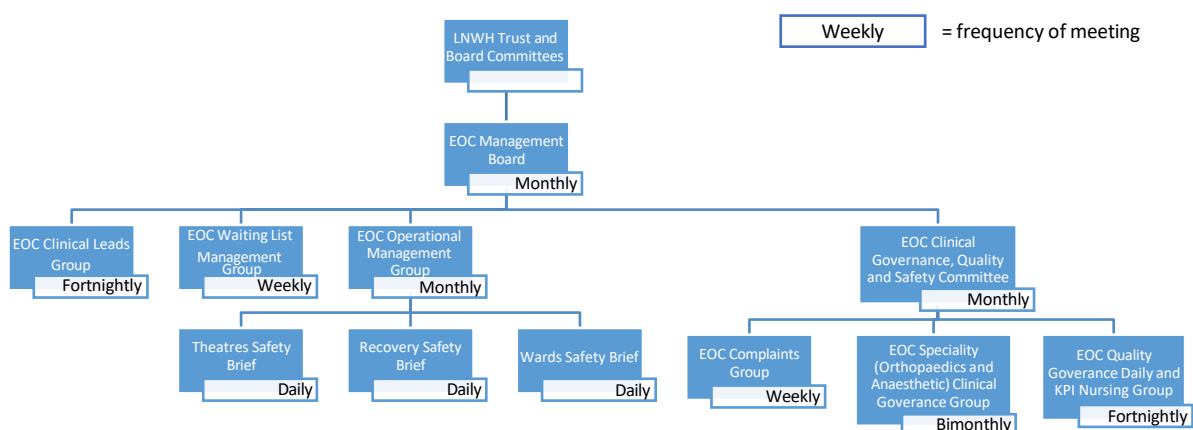 LNWH Trust and
Board Committees
Weekly
= frequency of meeting
EOC Management
Board
Monthly
EOC Clinical Leads
Group
Fortnightly
EOC Waiting List
Management
Group
Weekly
EOC Operational
Management
Group
Monthly
EOC Clinical
Governance, Quality
and Safety Committee
Monthly
Theatres Safety
Brief
Daily
Recovery Safety
Brief
Daily
Wards Safety Brief
Daily
EOC Complaints
Group
Weekly
EOC Speciality
(Orthopaedics and
Anaesthetic) Clinical
Goverance Group
Bimonthly
EOC Quality
Goverance Daily and
KPI Nursing Group
Fortnightly